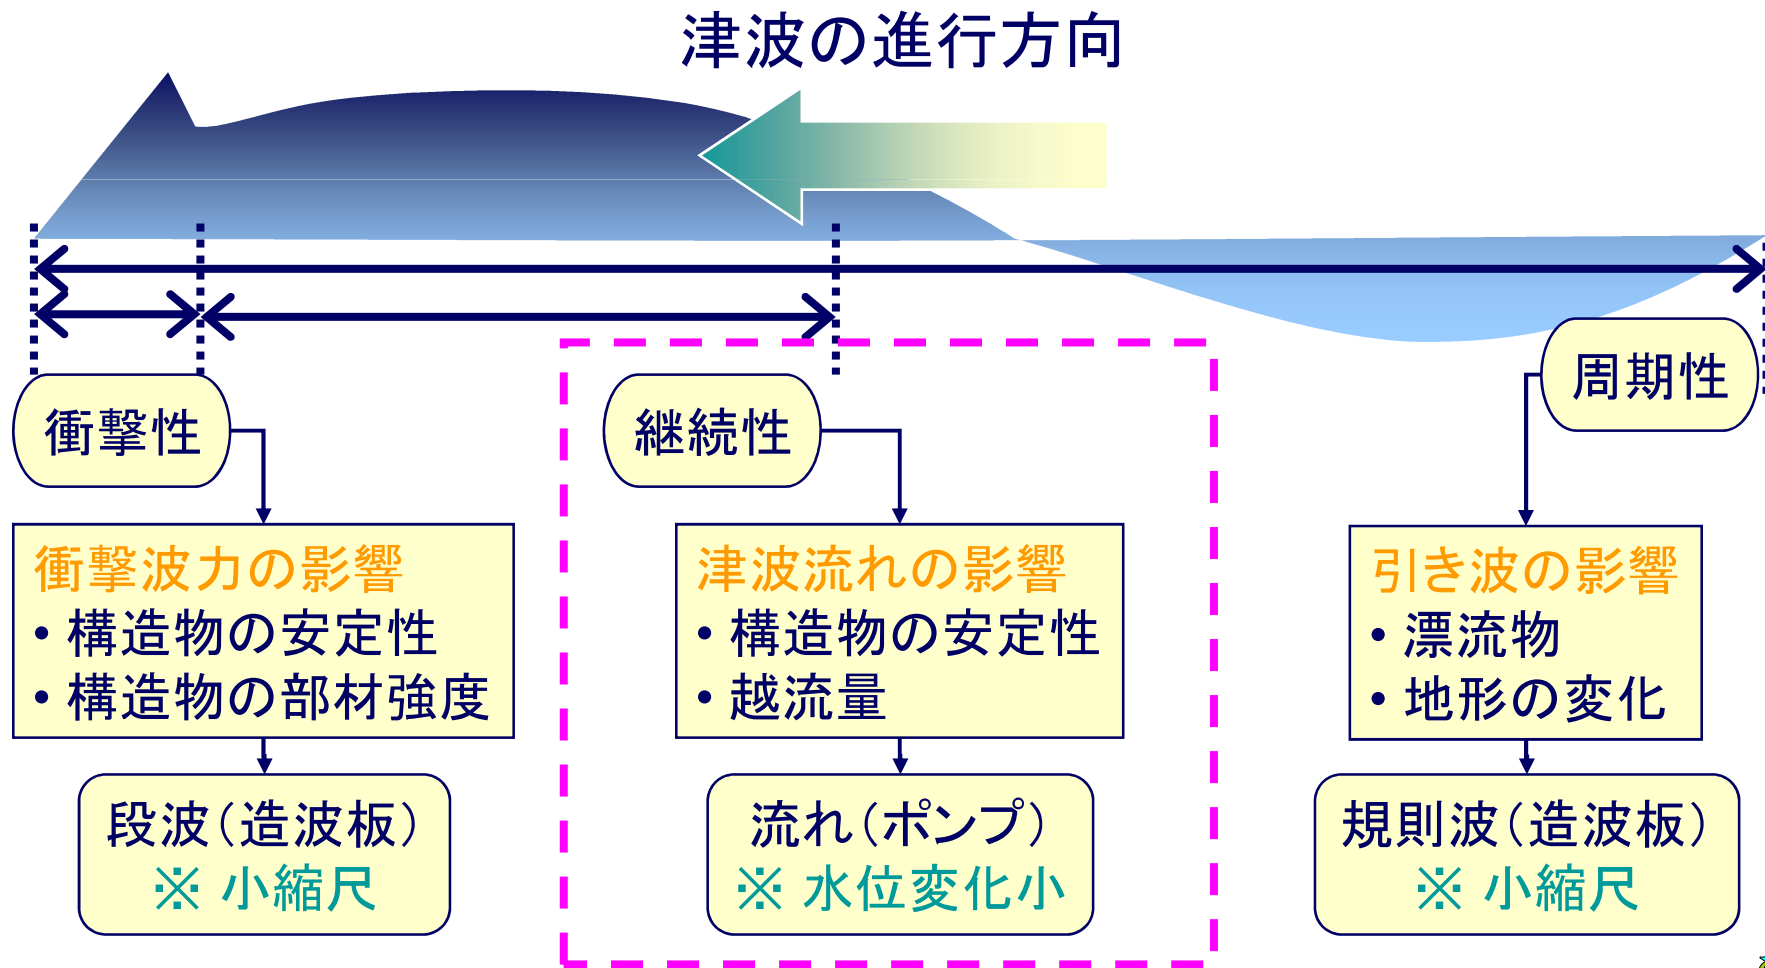 津波の進行方向
衝撃性
衝撃波力の影響
• 構造物の安定性
• 構造物の部材強度
段波(造波板)
※ 小縮尺
継続性
津波流れの影響
• 構造物の安定性
• 越流量
流れ(ポンプ)
※ 水位変化小
周期性
引き波の影響
• 漂流物
• 地形の変化
規則波(造波板)
※ 小縮尺